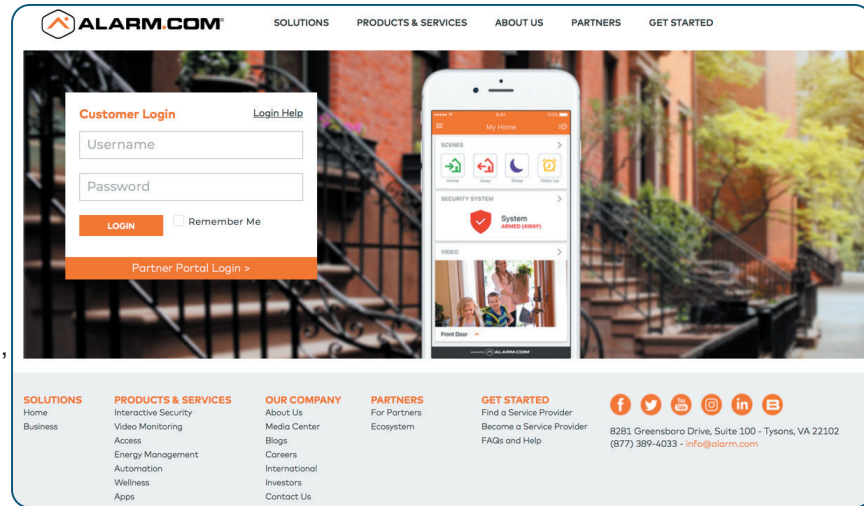 ALARM.COM
SOLUTIONS PRODUCTS & SERVICES ABOUT US PARTNERS GET STARTED
Customer Login Login Help
Username
Password
LOGIN Remember Me
Partner Portal Login >
9:41 100%
My Home
SCENES
Home Away Sleep Wake Up
SECURITY SYSTEM
System
ARMED (AWAY)
VIDEO
Front Door
ALARM.COM
,
SOLUTIONS
Home
Business
PRODUCTS & SERVICES
Interactive Security
Video Monitoring
Access
Energy Management
Automation
Wellness
Apps
OUR COMPANY
About Us
Media Center
Blogs
Careers
International
Investors
Contact Us
PARTNERS
For Partners
Ecosystem
GET STARTED
Find a Service Provider
Become a Service Provider
FAQs and Help
8281 Greensboro Drive, Suite 100 - Tysons, VA 22102
(877) 389-4033 - info@alarm.com